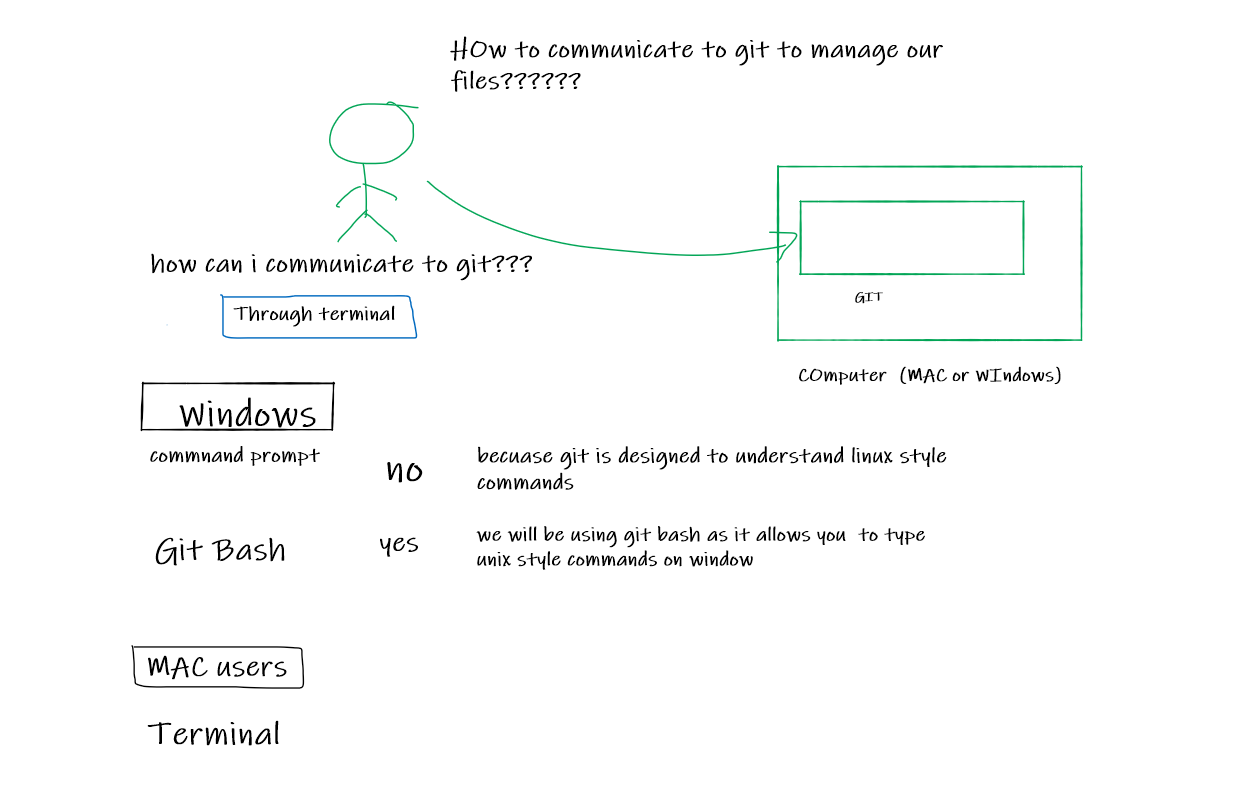 HOw to communicate to git to manage our
files??????
how can i communicate to git???
Through terminal
GIT
COmputer (MAC or WIndows)
Windows
commnand prompt
no
becuase git is designed to understand linux style
commands
Git Bash
yes
we will be using git bash as it allows you to type
unix style commands on window
MAC users
Terminal